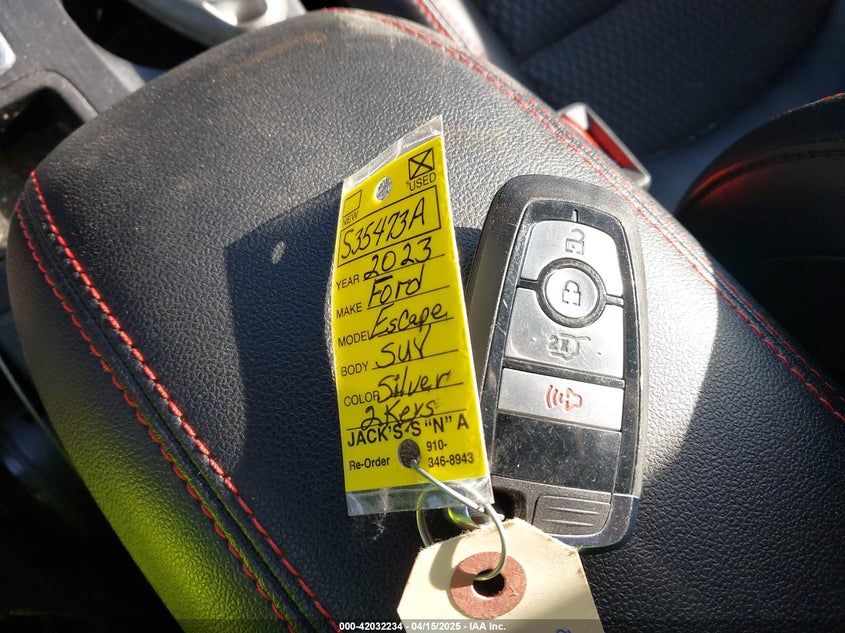 NEW
USED
S35473A
YEAR 2023
MAKE Ford
MODEL Escape
BODY SUV
COLOR Silver
2 Keys
JACK'S-S "N" A
Re-Order 910-346-8943
2X
000-42032234 - 04/15/2025 - IAA Inc.